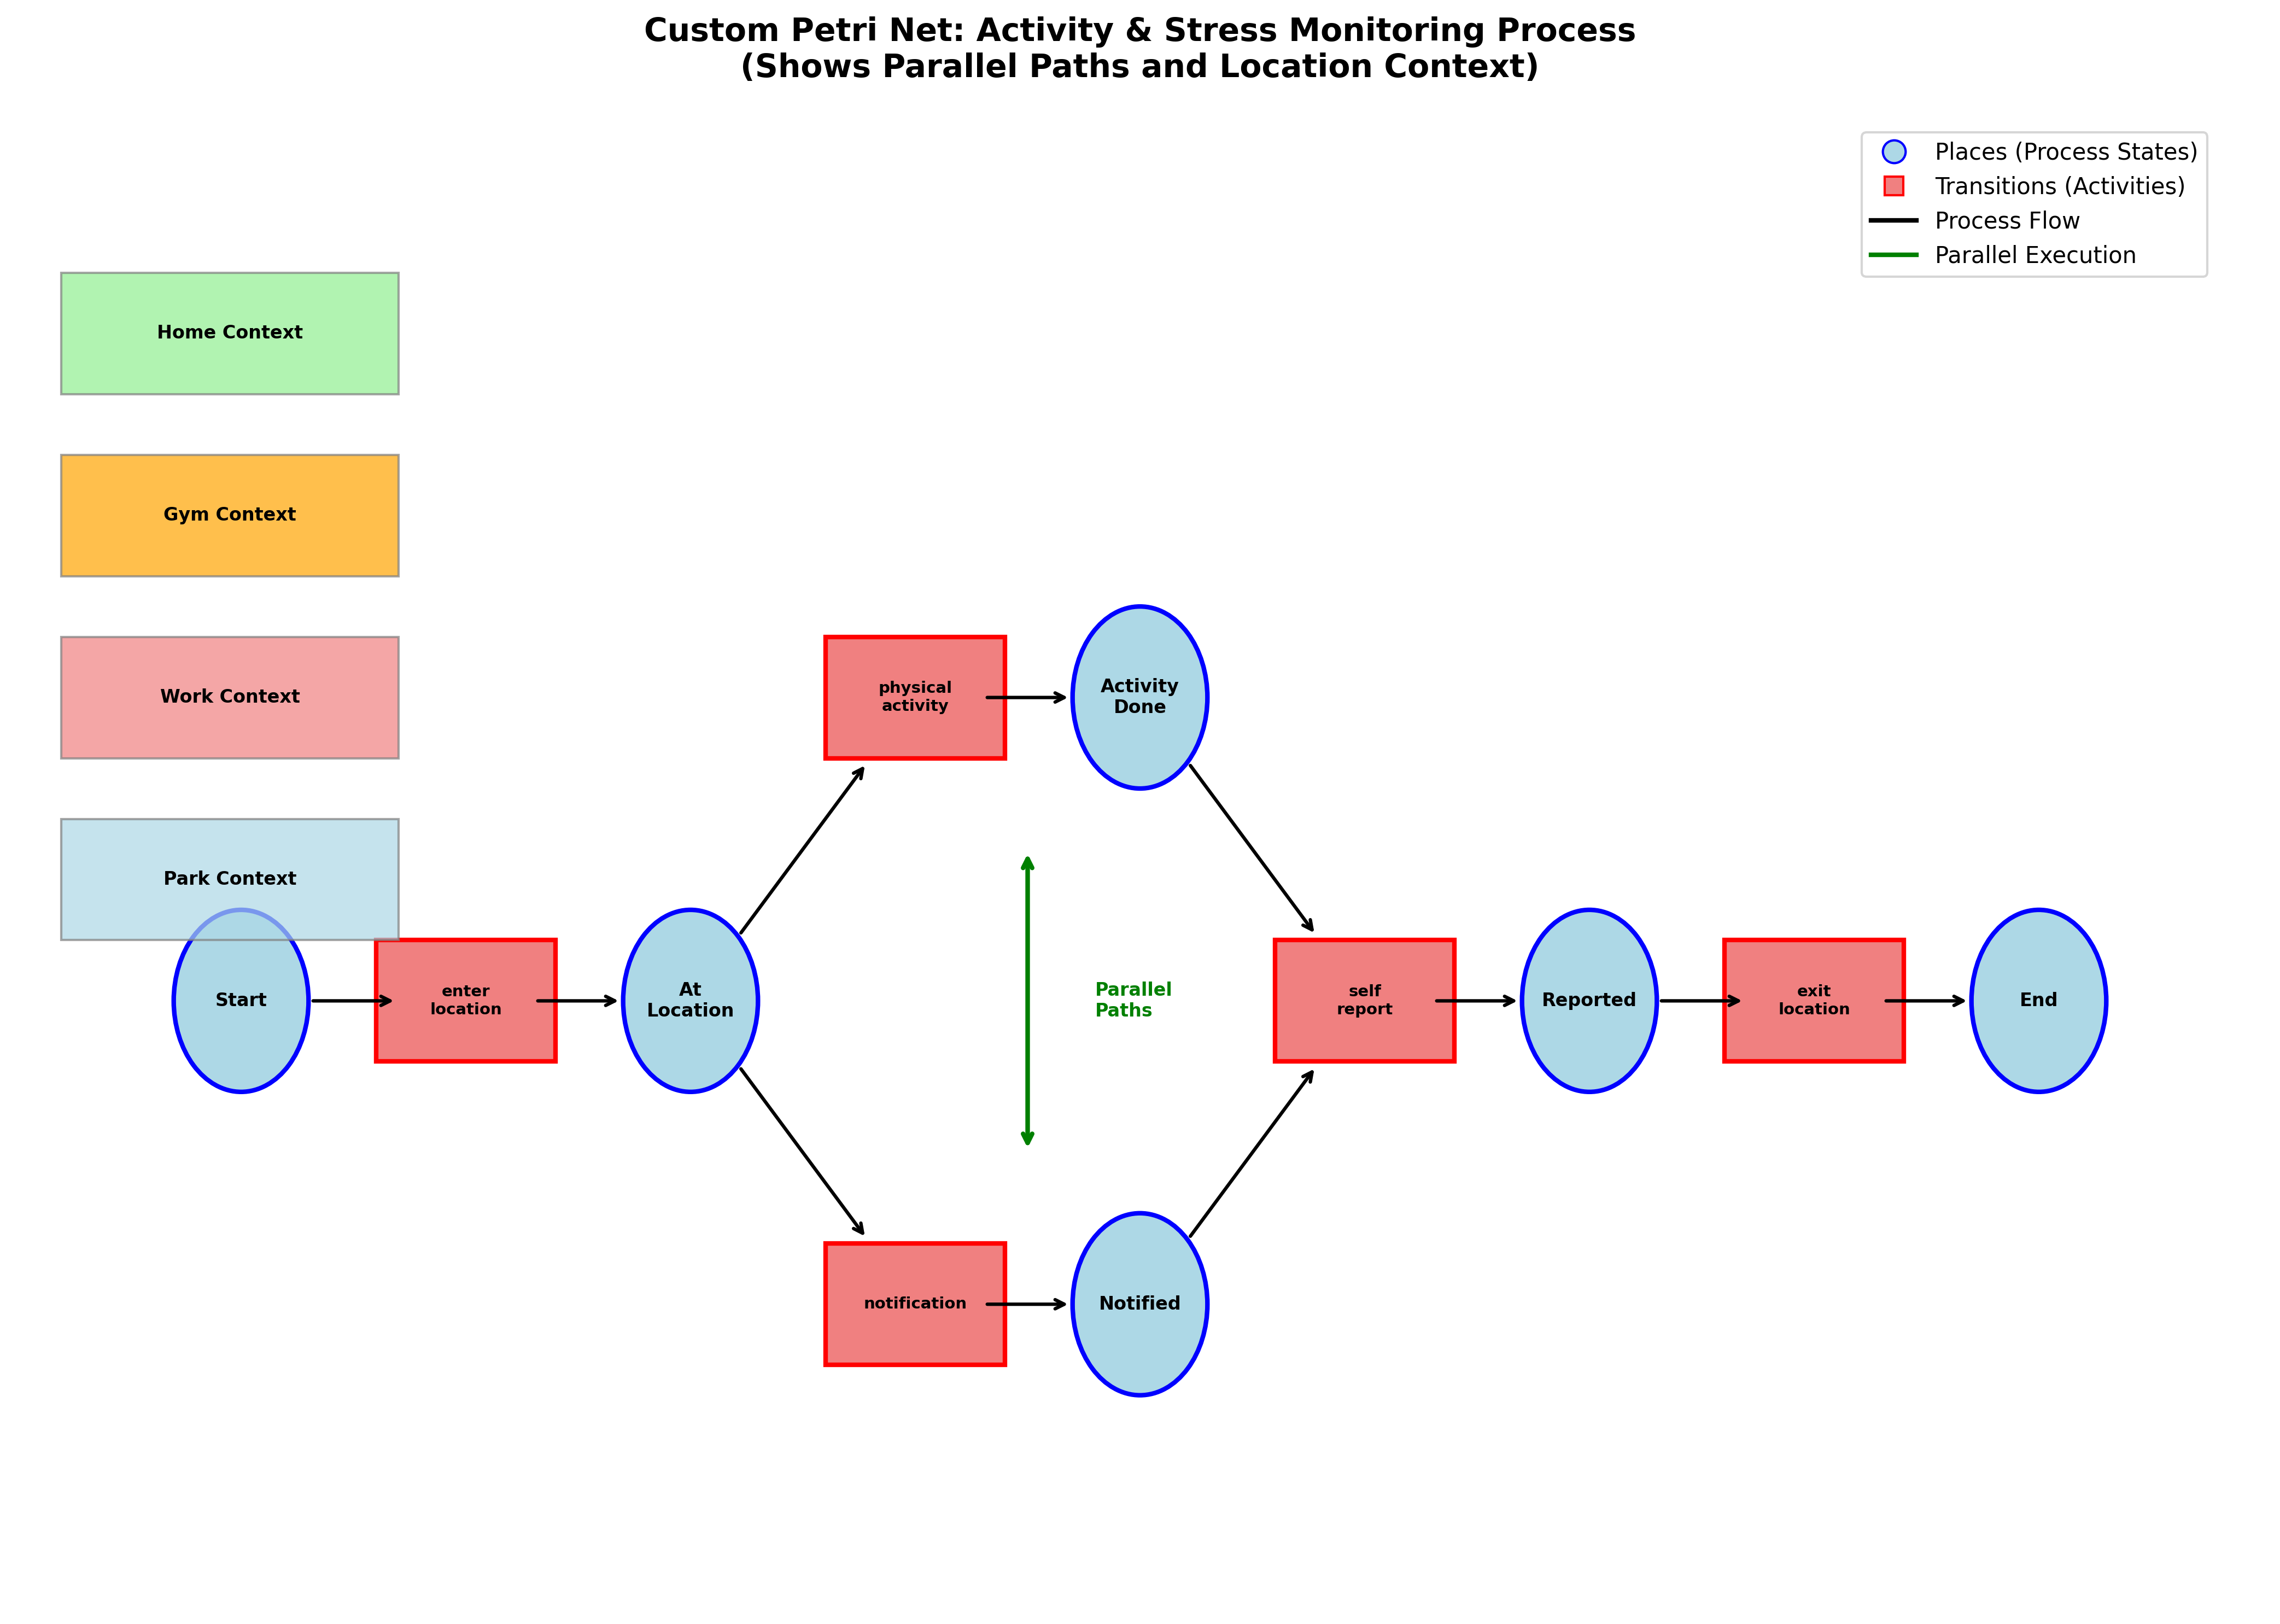 Custom Petri Net: Activity & Stress Monitoring Process
(Shows Parallel Paths and Location Context)
Places (Process States)
Transitions (Activities)
Process Flow
Parallel Execution
Home Context
Gym Context
Work Context
Park Context
Start
enter
location
At
Location
physical
activity
Activity
Done
Parallel
Paths
notification
Notified
self
report
Reported
exit
location
End